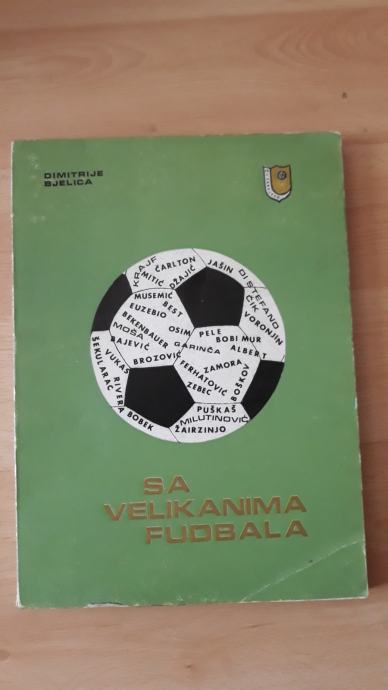 DIMITRIJE
BJELICA
KRAJF
ČARLTON
MITIĆ
DŽAJIĆ
JAŠIN
DI STEFANO
ČIK
VORONJIN
MUSEMIĆ
BEST
EUZEBIO
BEKENBAUER
OSIM
MOŠA
GARINČA
RAJEVIĆ
BROZOVIĆ
PELE
BOBI MUR
ALBERT
ŠEKULARAC
VUKAS
RIVERA
BOBEK
ZAMORA
FERHATOVIĆ
ZEBEC
BOŠKOV
PUŠKAŠ
MILUTINOVIĆ
ŽAIRZINJO
SA
VELIKANIMA
FUDBALA